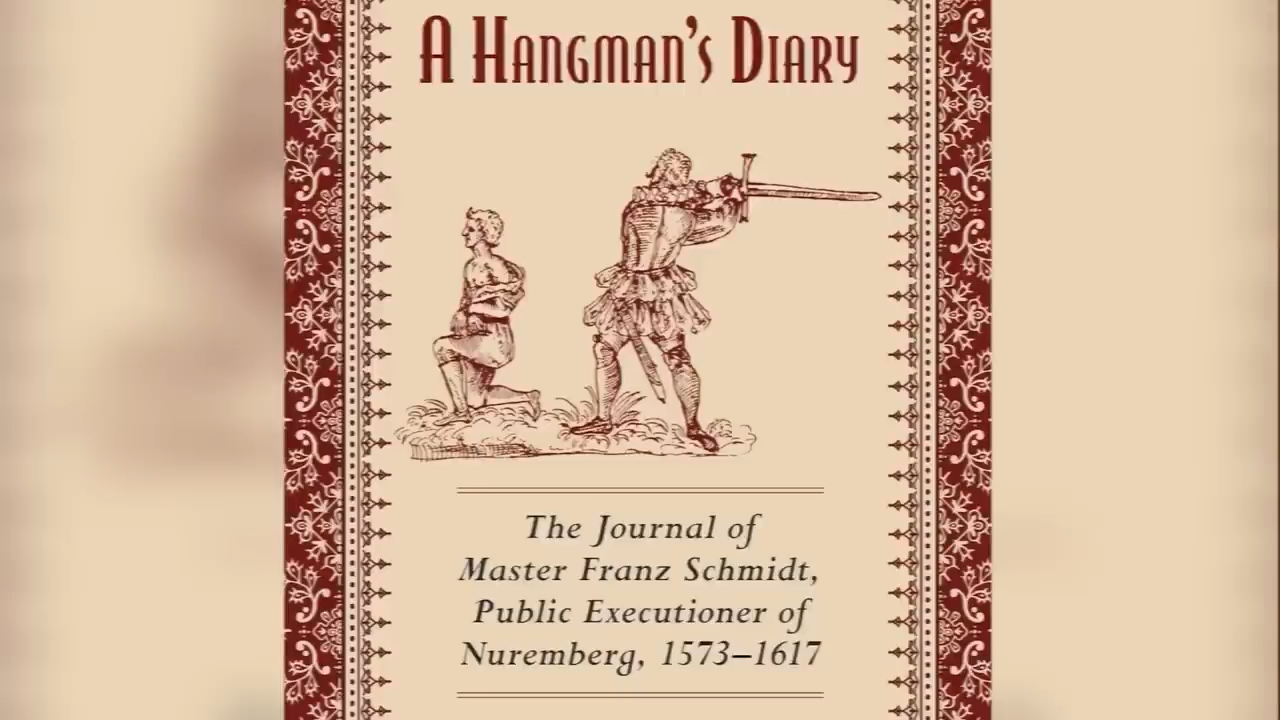 A Hangman's Diary
The Journal of
Master Franz Schmidt,
Public Executioner of
Nuremberg, 1573–1617